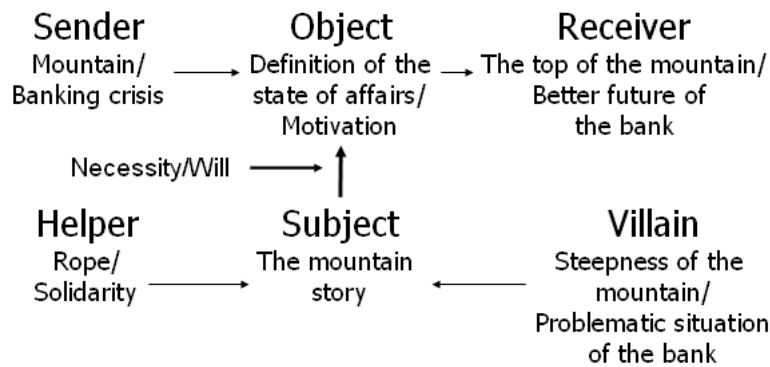 Sender
Mountain/
Banking crisis
Object
Definition of the
state of affairs/
Motivation
Receiver
The top of the mountain/
Better future of
the bank
Necessity/Will
Helper
Rope/
Solidarity
Subject
The mountain
story
Villain
Steepness of the
mountain/
Problematic situation
of the bank